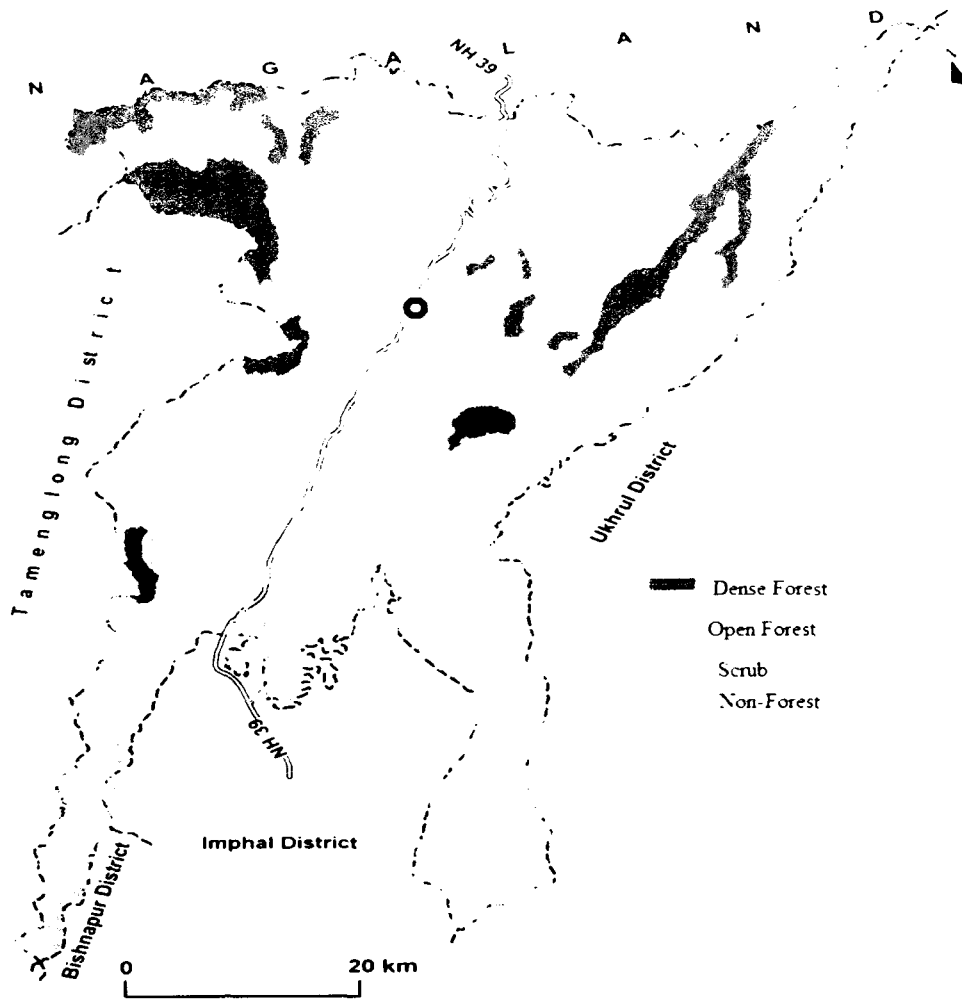 N A G A L A N D
NH 39
Tamenglong District
Ukhrul District
Dense Forest
Open Forest
Scrub
Non-Forest
NH 39
Imphal District
Bishnapur District
0 20 km